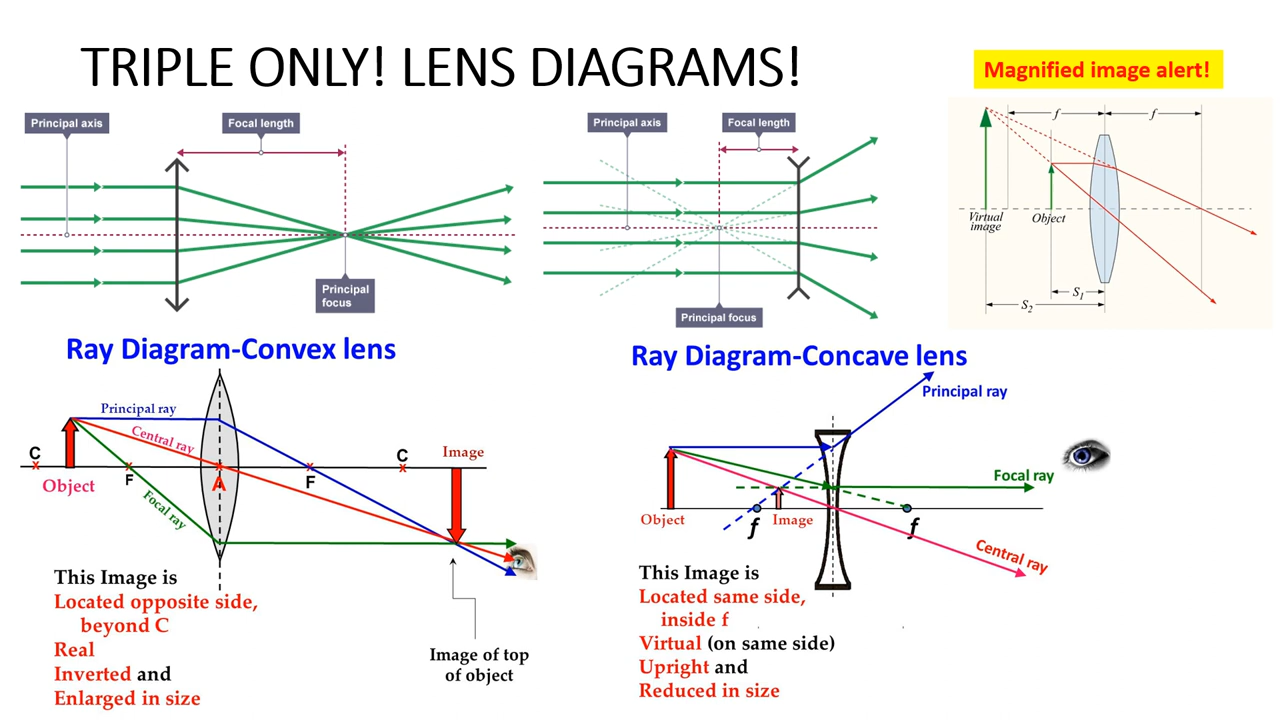 TRIPLE ONLY! LENS DIAGRAMS!
Magnified image alert!
Principal axis
Focal length
Principal
focus
Principal axis
Focal length
Principal focus
f
f
Virtual
image
Object
S1
S2
Ray Diagram-Convex lens
Principal ray
Central ray
Focal ray
C
F
A
F
C
Object
Image
This Image is
Located opposite side,
beyond C
Real
Inverted and
Enlarged in size
Image of top
of object
Ray Diagram-Concave lens
Principal ray
Focal ray
Central ray
Object
f
Image
f
This Image is
Located same side,
inside f
Virtual (on same side)
Upright and
Reduced in size